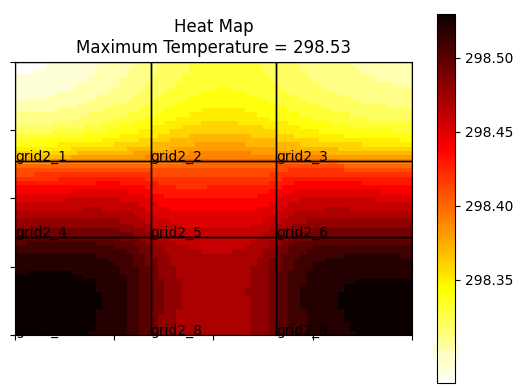 Heat Map
Maximum Temperature = 298.53
298.50
298.45
298.40
298.35
grid2_1 grid2_2 grid2_3
grid2_4 grid2_5 grid2_6
grid2_8 grid2_9